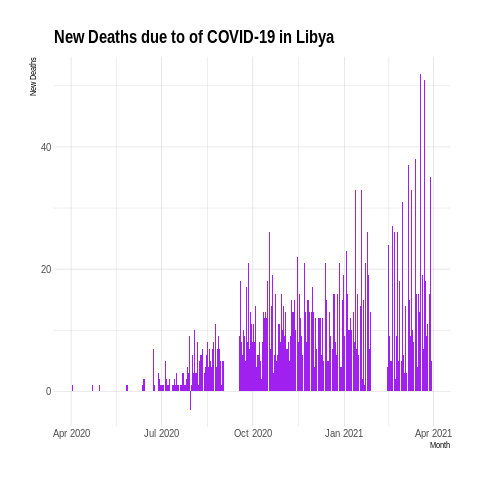 New Deaths due to of COVID-19 in Libya
New Deaths
40
20
0
Apr 2020
Jul 2020
Oct 2020
Jan 2021
Apr 2021
Month